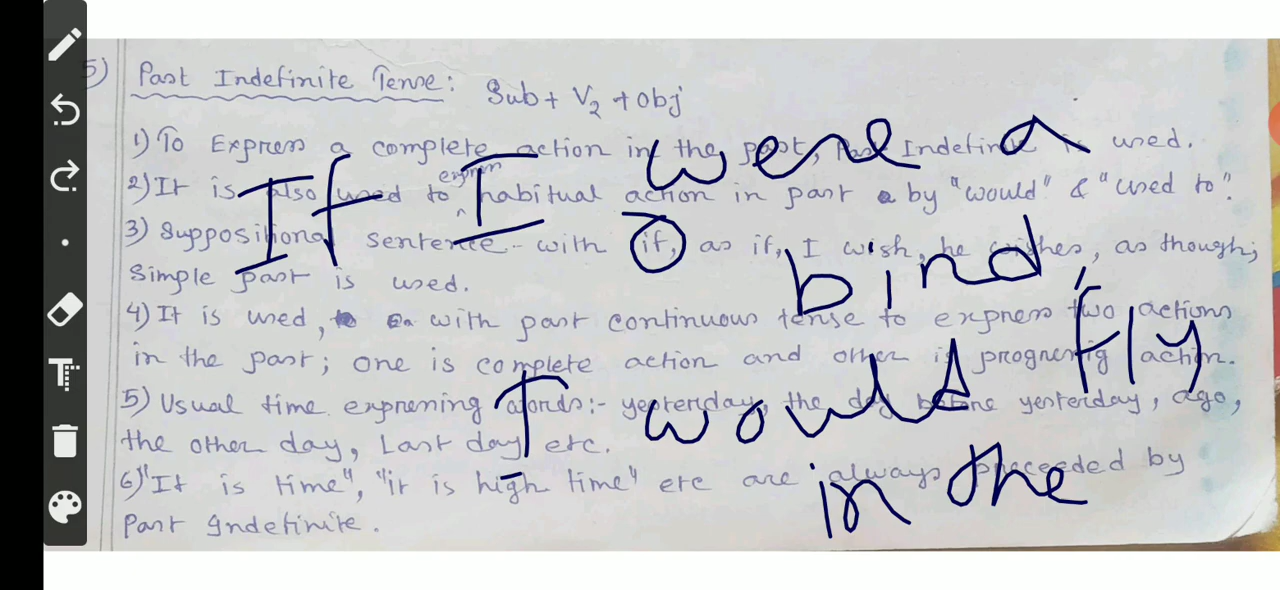 5) Past Indefinite Tense: Sub + V2 + Obj
1) To Express a complete action in the past, Past Indefinite is used.
2) It is also used to express habitual action in past by "would" & "used to".
3) Suppositional sentence - with if, as if, I wish, he wishes, as though;
Simple past is used.
4) It is used, with past continuous tense to express two actions
in the past; one is complete action and other is progressig action.
5) Usual time expressing words:- yesterday, the day before yesterday, ago,
the other day, Last day etc.
6) "It is time", "it is high time" etc are always preceeded by
Past Indefinite.
If I were a
bird,
I would fly
in the